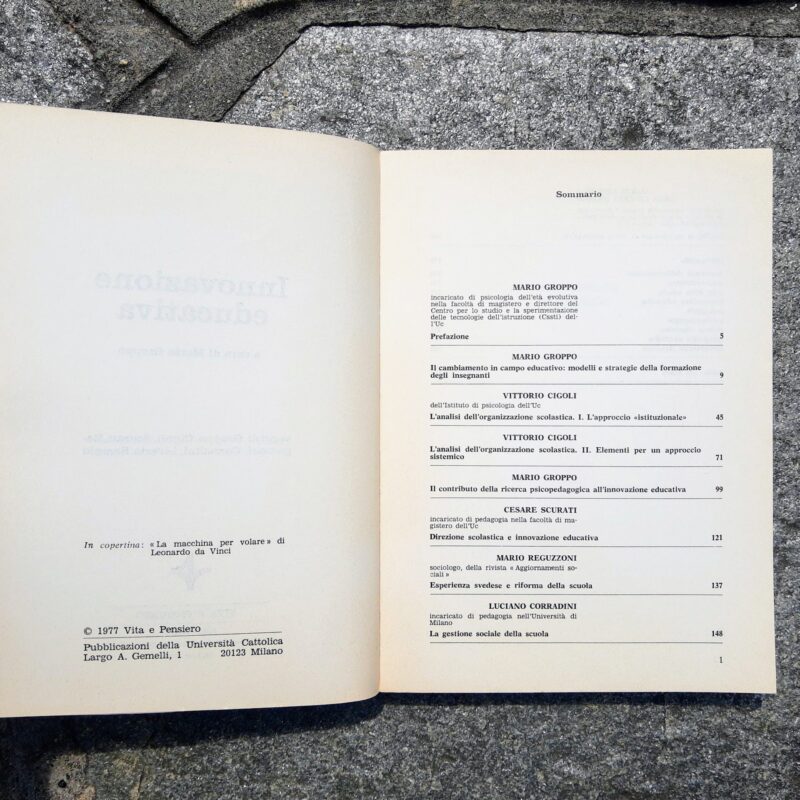 In copertina: «La macchina per volare» di
Leonardo da Vinci
© 1977 Vita e Pensiero
Pubblicazioni della Università Cattolica
Largo A. Gemelli, 1 20123 Milano
Sommario
MARIO GROPPO
incaricato di psicologia dell'età evolutiva
nella facoltà di magistero e direttore del
Centro per lo studio e la sperimentazione
delle tecnologie dell'istruzione (Cssti) del-
l'Uc
Prefazione 5
MARIO GROPPO
Il cambiamento in campo educativo: modelli e strategie della formazione
degli insegnanti 9
VITTORIO CIGOLI
dell'Istituto di psicologia dell'Uc
L'analisi dell'organizzazione scolastica. I. L'approccio «istituzionale» 45
VITTORIO CIGOLI
L'analisi dell'organizzazione scolastica. II. Elementi per un approccio
sistemico 71
MARIO GROPPO
Il contributo della ricerca psicopedagogica all'innovazione educativa 99
CESARE SCURATI
incaricato di pedagogia nella facoltà di ma-
gistero dell'Uc
Direzione scolastica e innovazione educativa 121
MARIO REGUZZONI
sociologo, della rivista «Aggiornamenti so-
ciali»
Esperienza svedese e riforma della scuola 137
LUCIANO CORRADINI
incaricato di pedagogia nell'Università di
Milano
La gestione sociale della scuola 148
1